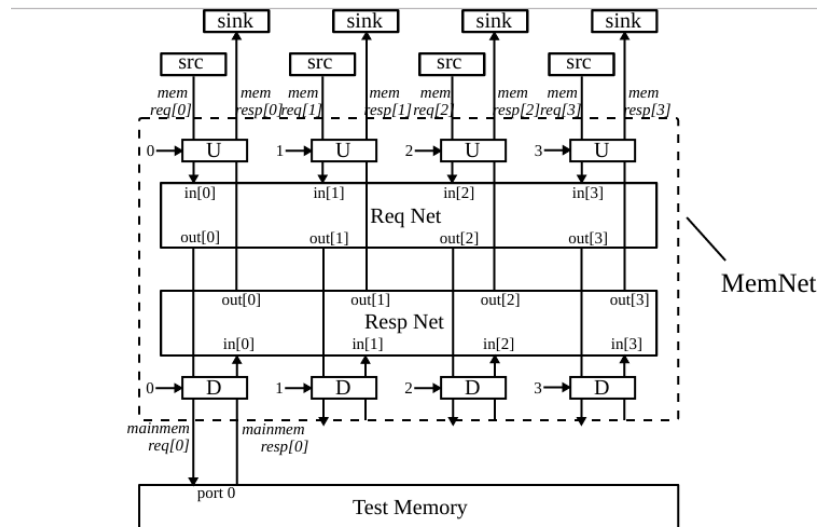 sink sink sink sink
src src src src
mem mem mem mem mem mem mem mem
req[0] resp[0] req[1] resp[1] req[2] resp[2] req[3] resp[3]
0 U 1 U 2 U 3 U
in[0] in[1] in[2] in[3]
Req Net
out[0] out[1] out[2] out[3]
MemNet
out[0] out[1] out[2] out[3]
Resp Net
in[0] in[1] in[2] in[3]
0 D 1 D 2 D 3 D
mainmem mainmem
req[0] resp[0]
port 0
Test Memory